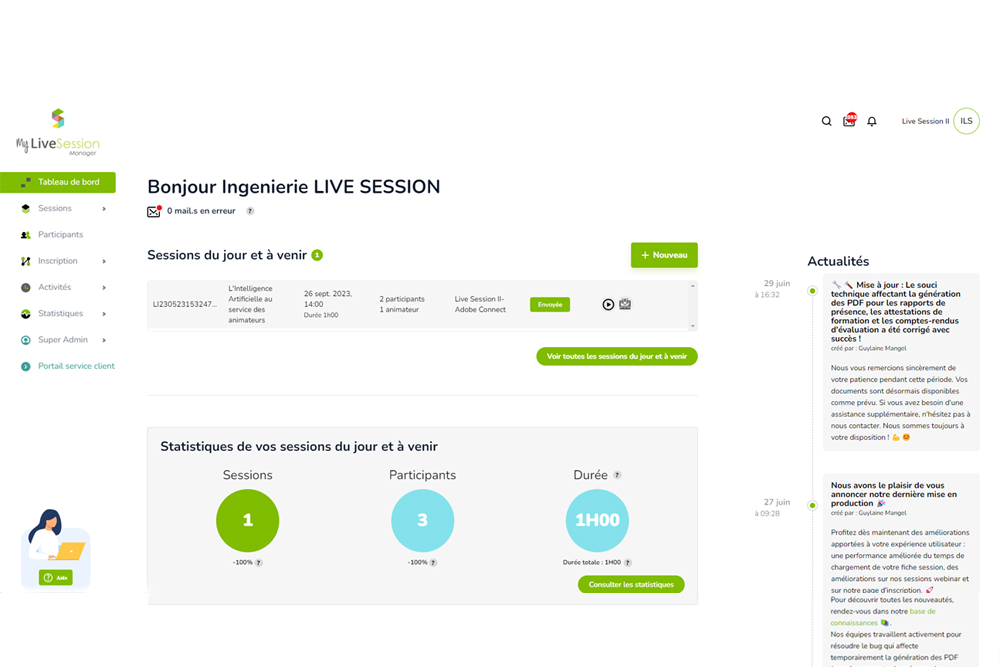 My LiveSession
Manager
Live Session II
ILS
Tableau de bord
Sessions
Participants
Inscription
Activités
Statistiques
Super Admin
Portail service client
Aide
Bonjour Ingenierie LIVE SESSION
0 mail.s en erreur ?
Sessions du jour et à venir 1
+ Nouveau
LI230523153247...
L'Intelligence
Artificielle au
service des
animateurs
26 sept. 2023,
14:00
Durée 1h00
2 participants
1 animateur
Live Session II-
Adobe Connect
Envoyée
Voir toutes les sessions du jour et à venir
Statistiques de vos sessions du jour et à venir
Sessions
1
-100% ?
Participants
3
-100% ?
Durée ?
1H00
Durée totale : 1H00 ?
Consulter les statistiques
Actualités
29 juin
à 16:32
Mise à jour : Le souci
technique affectant la génération
des PDF pour les rapports de
présence, les attestations de
formation et les comptes-rendus
d'évaluation a été corrigé avec
succès !
créé par : Guylaine Mangel
Nous vous remercions sincèrement de
votre patience pendant cette période. Vos
documents sont désormais disponibles
comme prévu. Si vous avez besoin d'une
assistance supplémentaire, n'hésitez pas à
nous contacter. Nous sommes toujours à
votre disposition !
27 juin
à 09:28
Nous avons le plaisir de vous
annoncer notre dernière mise en
production
créé par : Guylaine Mangel
Profitez dès maintenant des améliorations
apportées à votre expérience utilisateur :
une performance améliorée du temps de
chargement de votre fiche session, des
améliorations sur nos sessions webinar et
sur notre page d'inscription.
Pour découvrir toutes les nouveautés,
rendez-vous dans notre base de
connaissances .
Nos équipes travaillent activement pour
résoudre le bug qui affecte
temporairement la génération des PDF